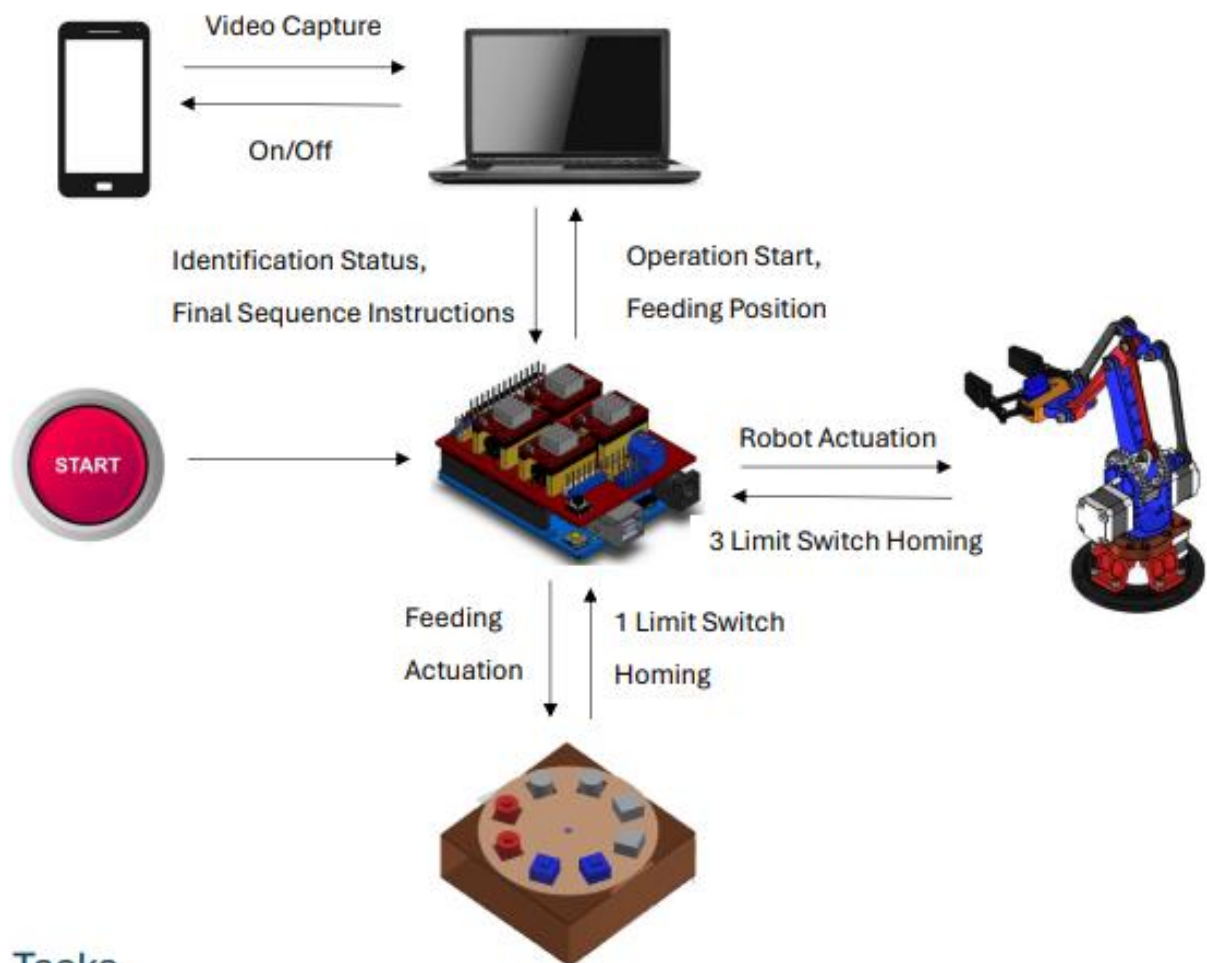 Video Capture
On/Off
Identification Status,
Final Sequence Instructions
Operation Start,
Feeding Position
START
Robot Actuation
3 Limit Switch Homing
Feeding
Actuation
1 Limit Switch
Homing